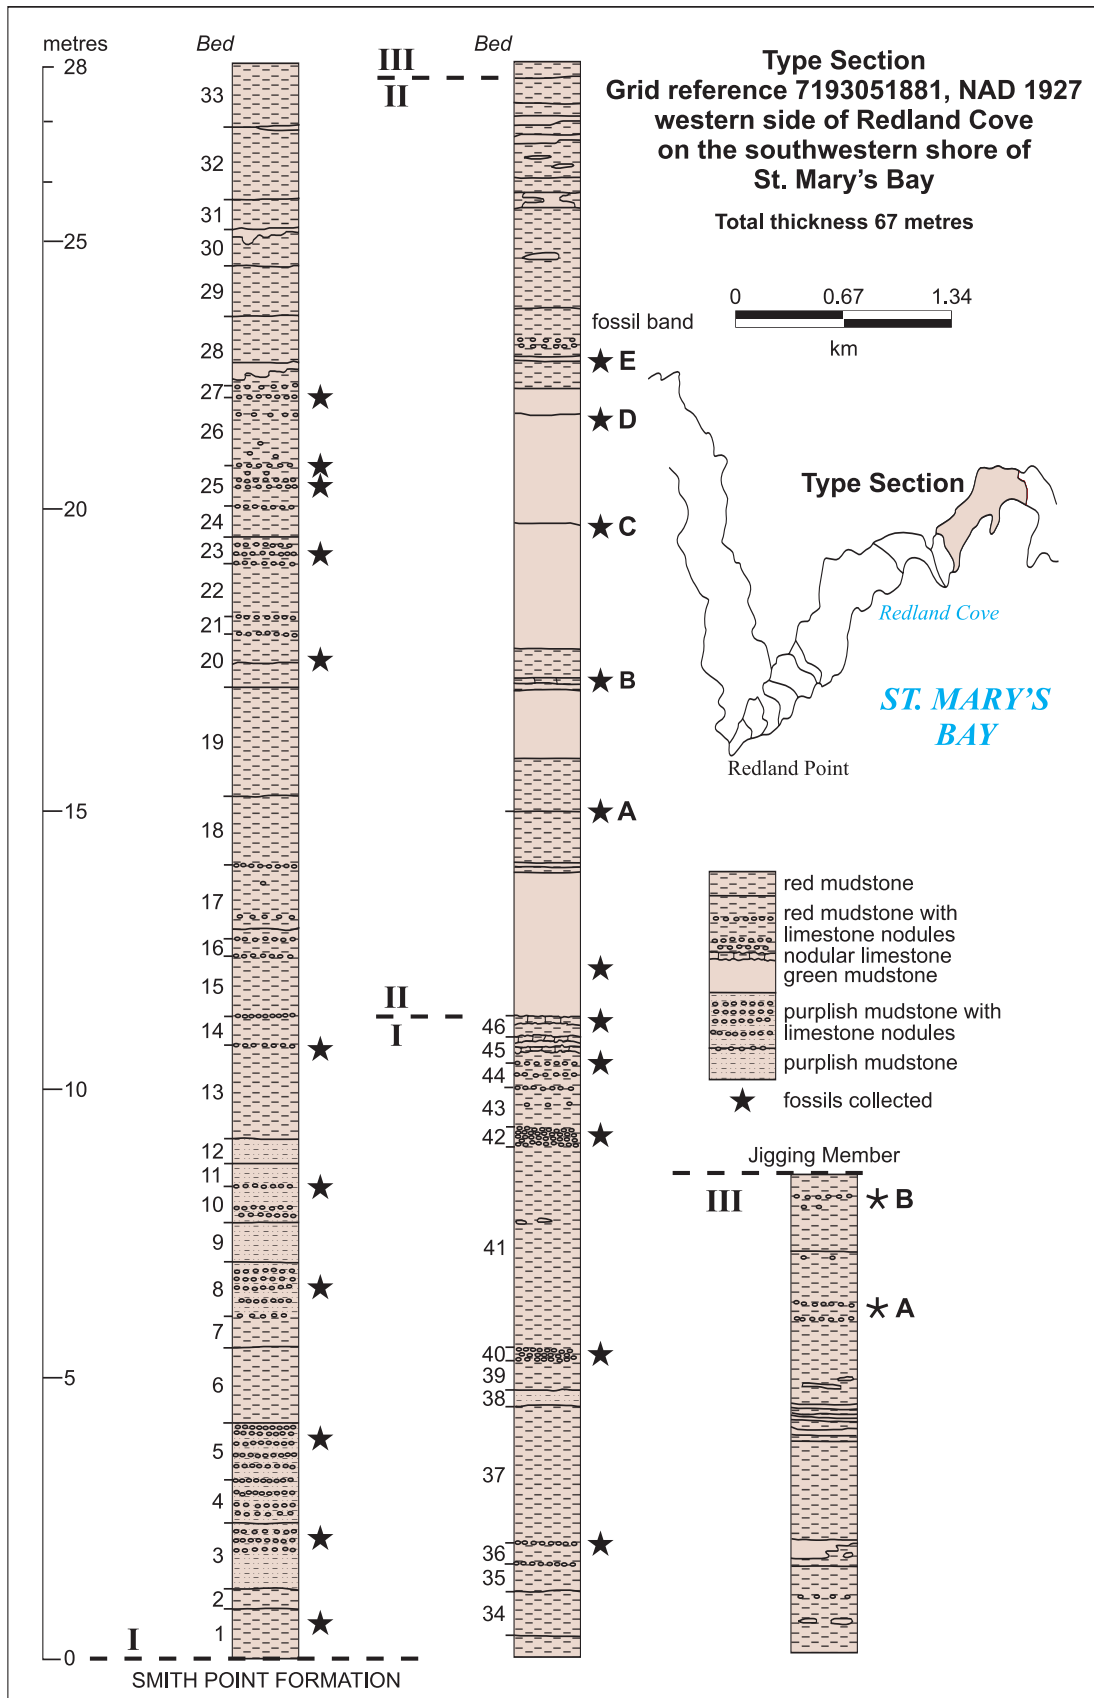 metres
28
25
20
15
10
5
0
Bed
33
32
31
30
29
28
27
26
25
24
23
22
21
20
19
18
17
16
15
14
13
12
11
10
9
8
7
6
5
4
3
2
1
I
SMITH POINT FORMATION
III
II
II
I
Bed
46
45
44
43
42
41
40
39
38
37
36
35
34
fossil band
E
D
C
B
A
Type Section
Grid reference 7193051881, NAD 1927
western side of Redland Cove
on the southwestern shore of
St. Mary's Bay
Total thickness 67 metres
0 0.67 1.34
km
Type Section
Redland Cove
ST. MARY'S
BAY
Redland Point
red mudstone
red mudstone with
limestone nodules
nodular limestone
green mudstone
purplish mudstone with
limestone nodules
purplish mudstone
fossils collected
Jigging Member
III
B
A